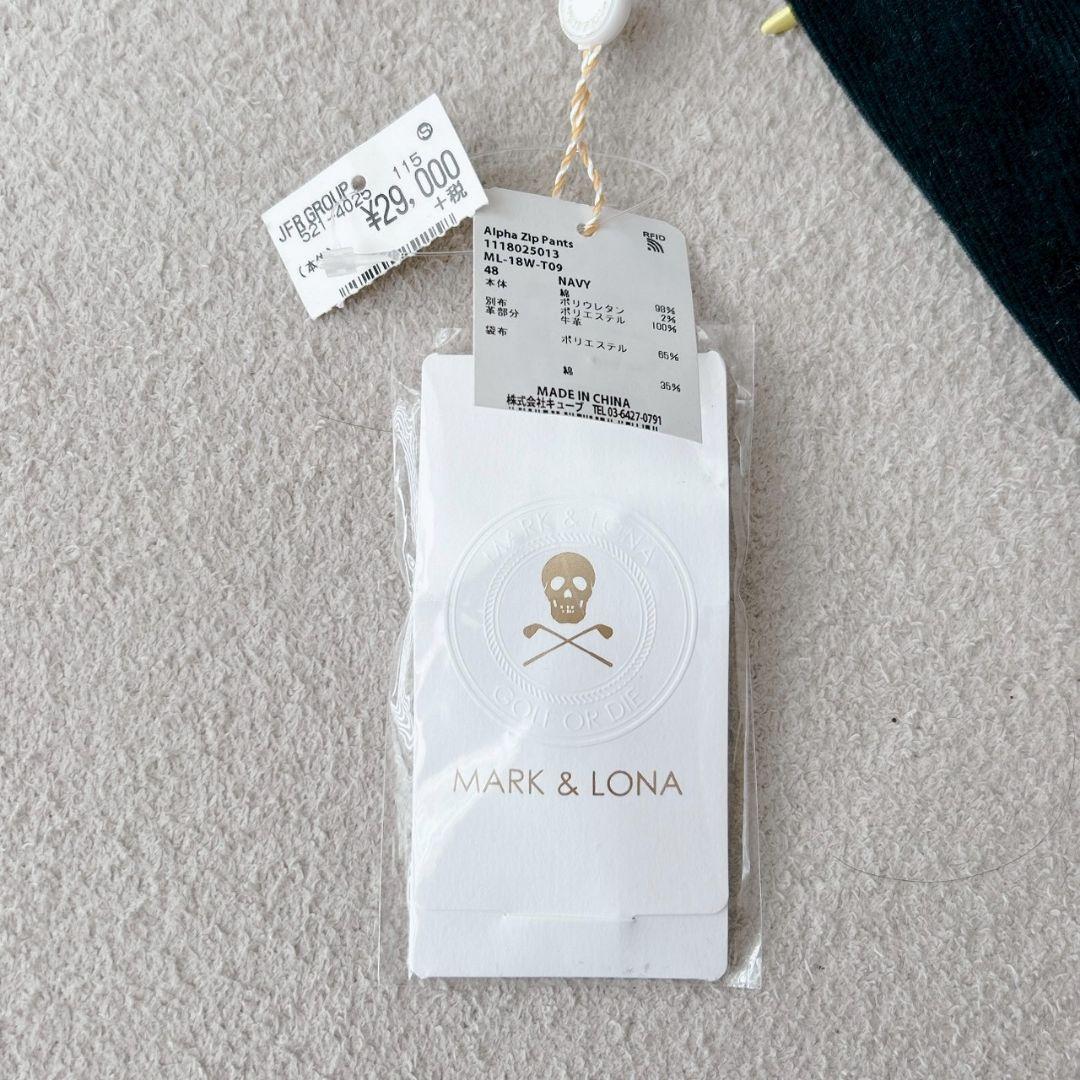 JFR GROUP
521-4025 115
¥29,000
+税
Alpha Zip Pants
1118025013
ML-18W-T09
48 NAVY
本体 綿 98%
ポリウレタン 2%
別布 ポリエステル 100%
革部分 牛革
袋布 ポリエステル 65%
綿 35%
RFID
MADE IN CHINA
株式会社キューブ TEL 03-6427-0791
MARK & LONA
GOLF OR DIE
MARK & LONA